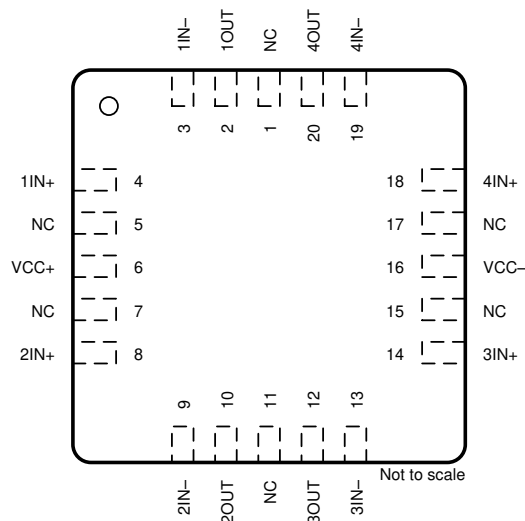 1IN–
1OUT
NC
4OUT
4IN–
3
2
1
20
19
1IN+ 4
18 4IN+
NC 5
17 NC
VCC+ 6
16 VCC–
NC 7
15 NC
2IN+ 8
14 3IN+
9
10
11
12
13
Not to scale
2IN–
2OUT
NC
3OUT
3IN–